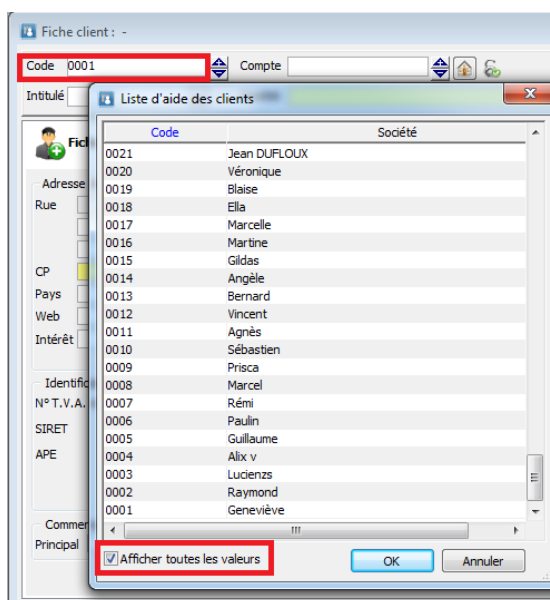 Fiche client : -
Code 0001 Compte
Intitulé
Liste d'aide des clients
Code Société
0021 Jean DUFLOUX
0020 Véronique
0019 Blaise
0018 Ella
0017 Marcelle
0016 Martine
0015 Gildas
0014 Angèle
0013 Bernard
0012 Vincent
0011 Agnès
0010 Sébastien
0009 Prisca
0008 Marcel
0007 Rémi
0006 Paulin
0005 Guillaume
0004 Alix v
0003 Lucienzs
0002 Raymond
0001 Geneviève
Afficher toutes les valeurs OK Annuler
Fich
Adresse
Rue
CP
Pays
Web
Intérêt
Identific
N° T.V.A.
SIRET
APE
Commen
Principal